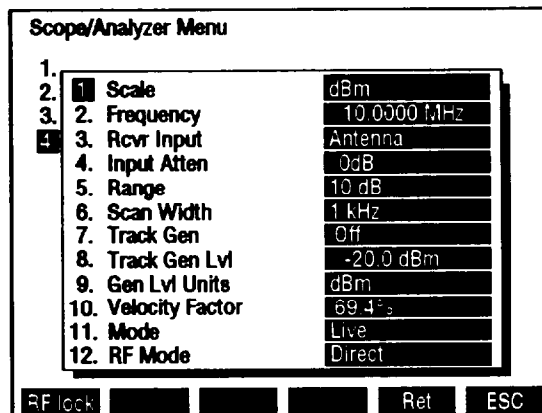 Scope/Analyzer Menu
1.
2.
3.
4
1 Scale dBm
2. Frequency 10.0000 MHz
3. Rcvr Input Antenna
4. Input Atten 0dB
5. Range 10 dB
6. Scan Width 1 kHz
7. Track Gen Off
8. Track Gen Lvl -20.0 dBm
9. Gen Lvl Units dBm
10. Velocity Factor 69.4%
11. Mode Live
12. RF Mode Direct
RF lock Ret ESC